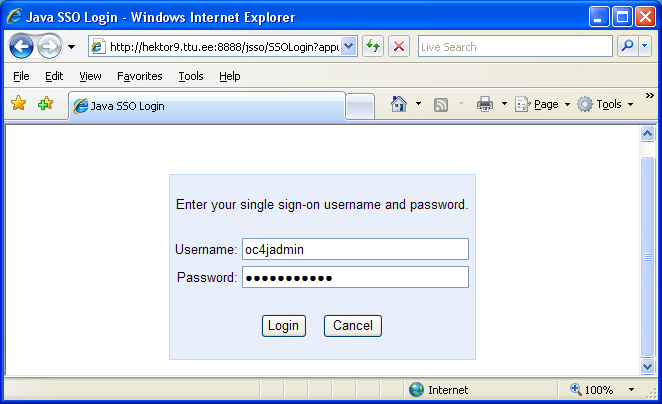 Java SSO Login - Windows Internet Explorer
http://hektor9.ttu.ee:8888/jsso/SSOLogin?appu
Live Search
File Edit View Favorites Tools Help
Java SSO Login
Page Tools »
Enter your single sign-on username and password.
Username: oc4jadmin
Password: ●●●●●●●●●●●
Login Cancel
Internet 100%